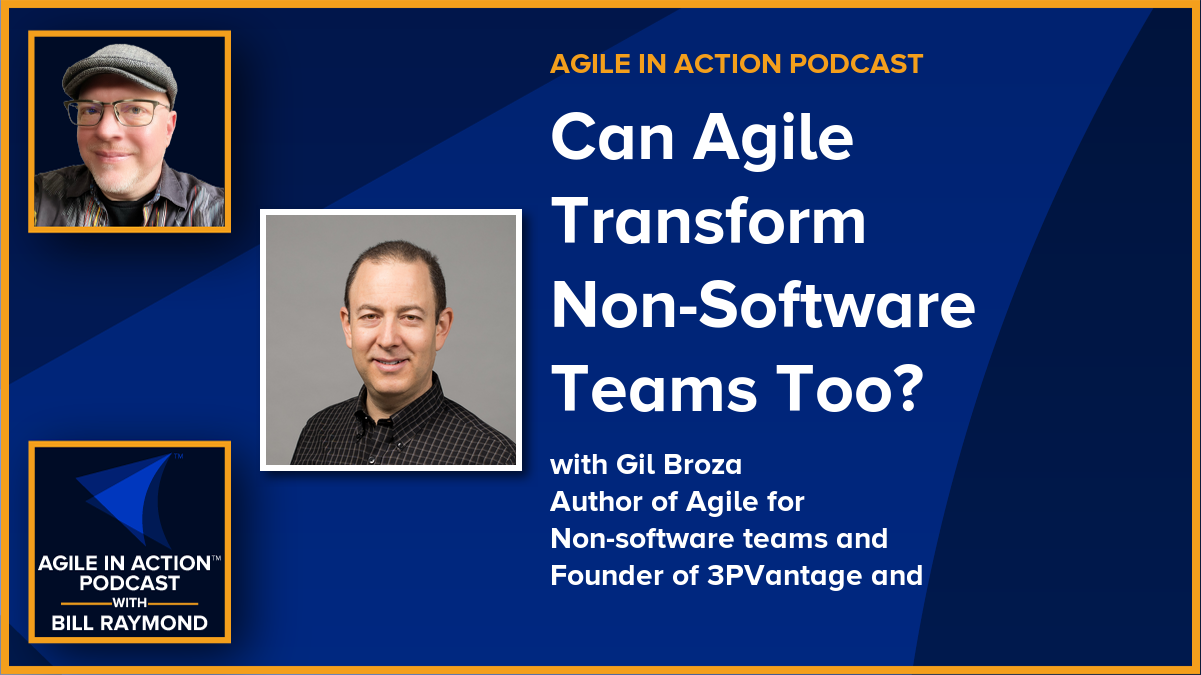 AGILE IN ACTION PODCAST
Can Agile
Transform
Non-Software
Teams Too?
with Gil Broza
Author of Agile for
Non-software teams and
Founder of 3PVantage and
TM
AGILE IN ACTION™
PODCAST
WITH
BILL RAYMOND